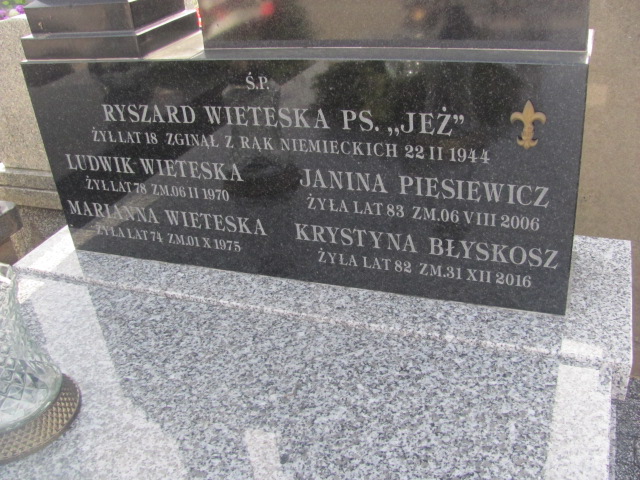 Ś.P.
RYSZARD WIETESKA PS. „JEŻ”
ŻYŁ LAT 18 ZGINĄŁ Z RĄK NIEMIECKICH 22 II 1944
LUDWIK WIETESKA
ŻYŁ LAT 78 ZM. 06 II 1970
MARIANNA WIETESKA
ŻYŁA LAT 74 ZM. 01 X 1975
JANINA PIESIEWICZ
ŻYŁA LAT 83 ZM. 06 VIII 2006
KRYSTYNA BŁYSKOSZ
ŻYŁA LAT 82 ZM. 31 XII 2016